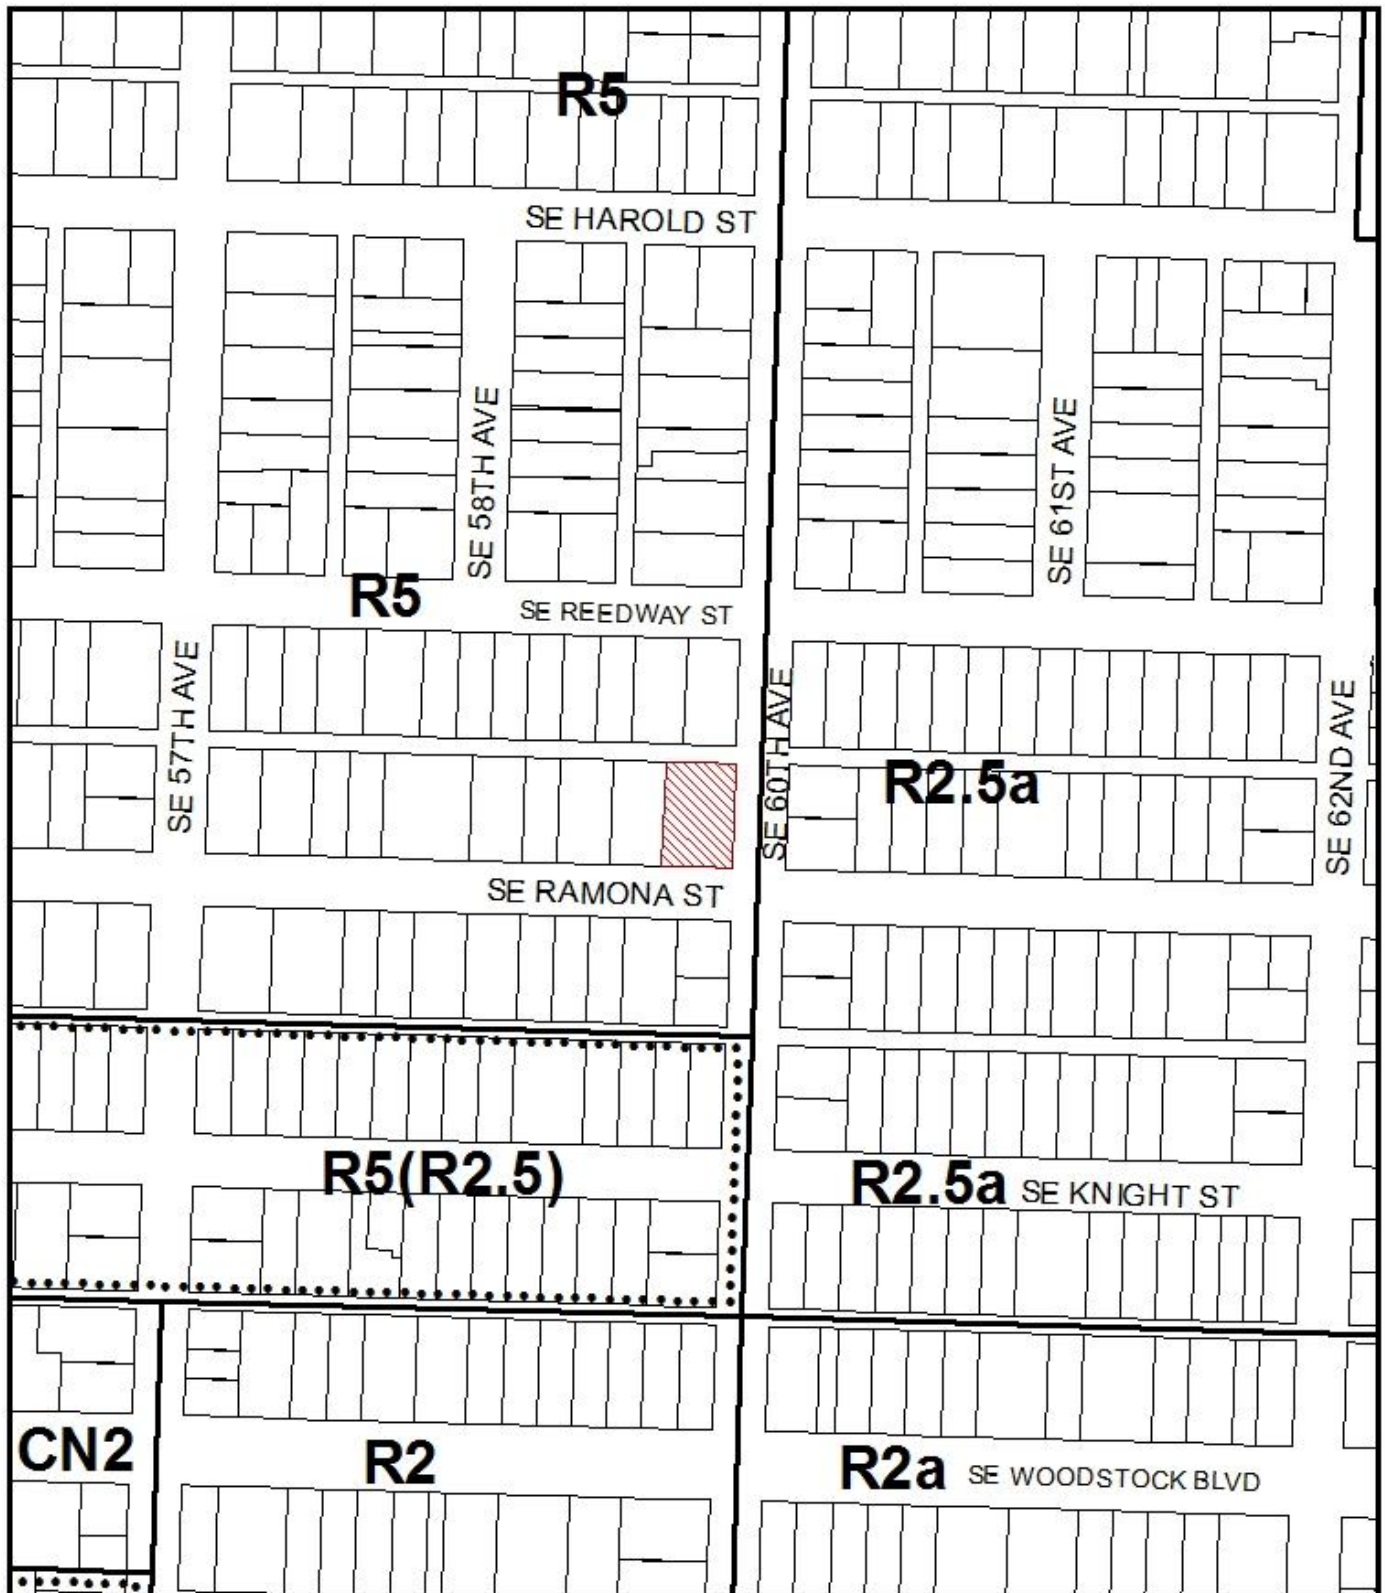 R5
SE HAROLD ST
SE 58TH AVE
SE 61ST AVE
R5
SE REEDWAY ST
SE 57TH AVE
SE 60TH AVE
R2.5a
SE 62ND AVE
SE RAMONA ST
R5(R2.5)
R2.5a
SE KNIGHT ST
CN2
R2
R2a
SE WOODSTOCK BLVD